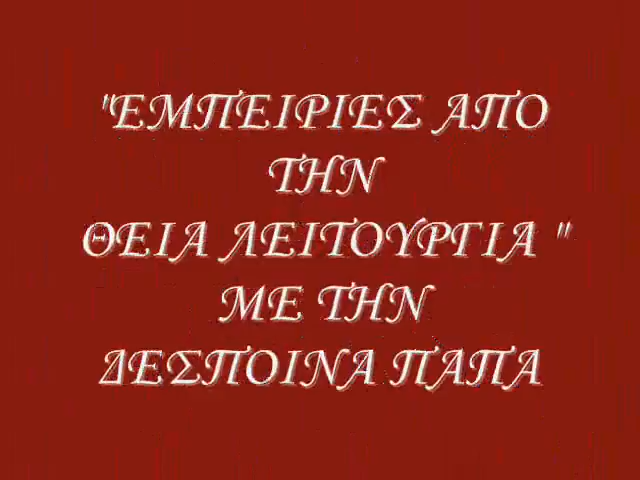 "ΕΜΠΕΙΡΙΕΣ ΑΠΟ
ΤΗΝ
ΘΕΙΑ ΛΕΙΤΟΥΡΓΙΑ "
ΜΕ ΤΗΝ
ΔΕΣΠΟΙΝΑ ΠΑΠΑ